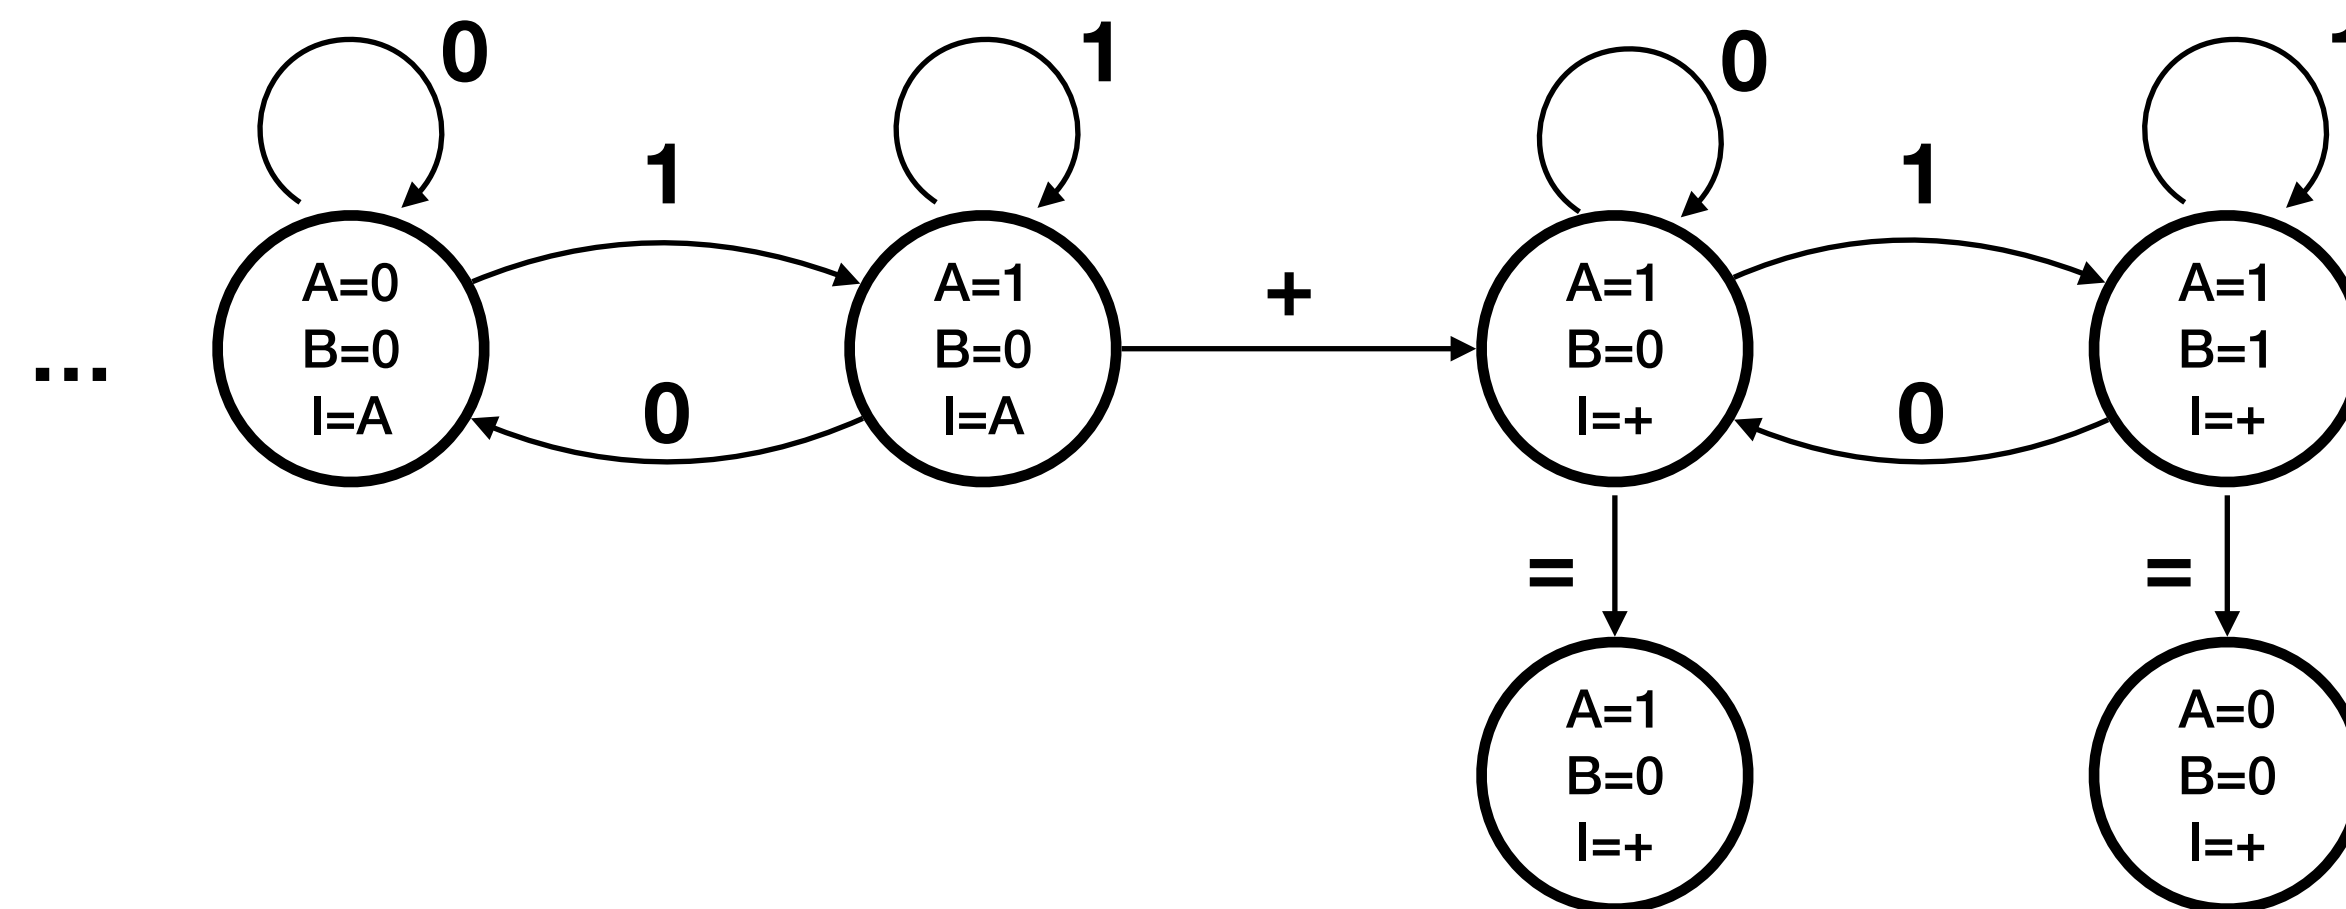 0
1
0
1
1
1
A=0
B=0
I=A
A=1
B=0
I=A
+
A=1
B=0
I=+
A=1
B=1
I=+
...
0
0
=
=
A=1
B=0
I=+
A=0
B=0
I=+